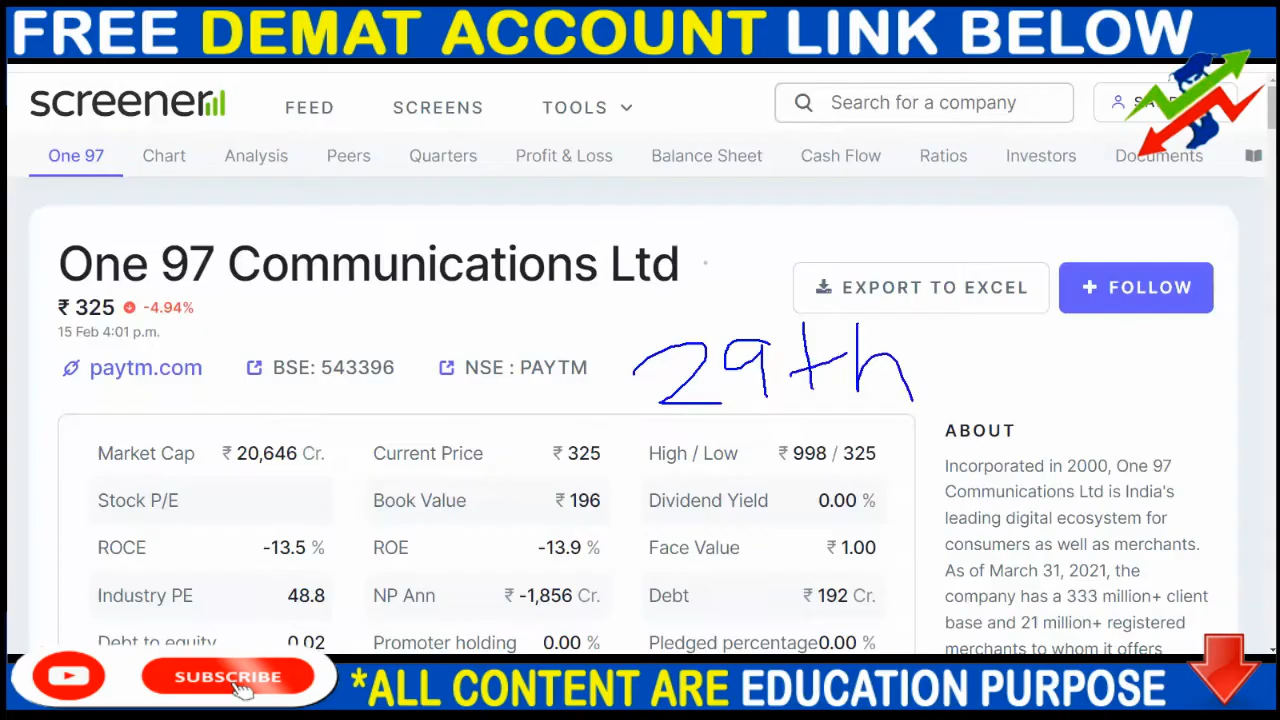 FREE DEMAT ACCOUNT LINK BELOW
screener FEED SCREENS TOOLS Search for a company
One 97 Chart Analysis Peers Quarters Profit & Loss Balance Sheet Cash Flow Ratios Investors Documents
One 97 Communications Ltd
EXPORT TO EXCEL + FOLLOW
₹ 325 -4.94%
15 Feb 4:01 p.m.
paytm.com BSE: 543396 NSE : PAYTM
29th
Market Cap ₹ 20,646 Cr. Current Price ₹ 325 High / Low ₹ 998 / 325
Stock P/E Book Value ₹ 196 Dividend Yield 0.00 %
ROCE -13.5 % ROE -13.9 % Face Value ₹ 1.00
Industry PE 48.8 NP Ann ₹ -1,856 Cr. Debt ₹ 192 Cr.
Debt to equity 0.02 Promoter holding 0.00 % Pledged percentage 0.00 %
ABOUT
Incorporated in 2000, One 97
Communications Ltd is India's
leading digital ecosystem for
consumers as well as merchants.
As of March 31, 2021, the
company has a 333 million+ client
base and 21 million+ registered
merchants to whom it offers
SUBSCRIBE
*ALL CONTENT ARE EDUCATION PURPOSE